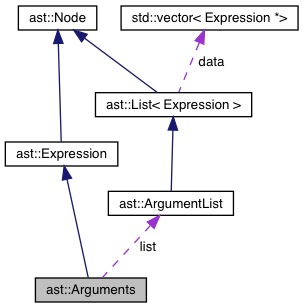 ast::Node
std::vector< Expression *>
data
ast::List< Expression >
ast::Expression
ast::ArgumentList
list
ast::Arguments